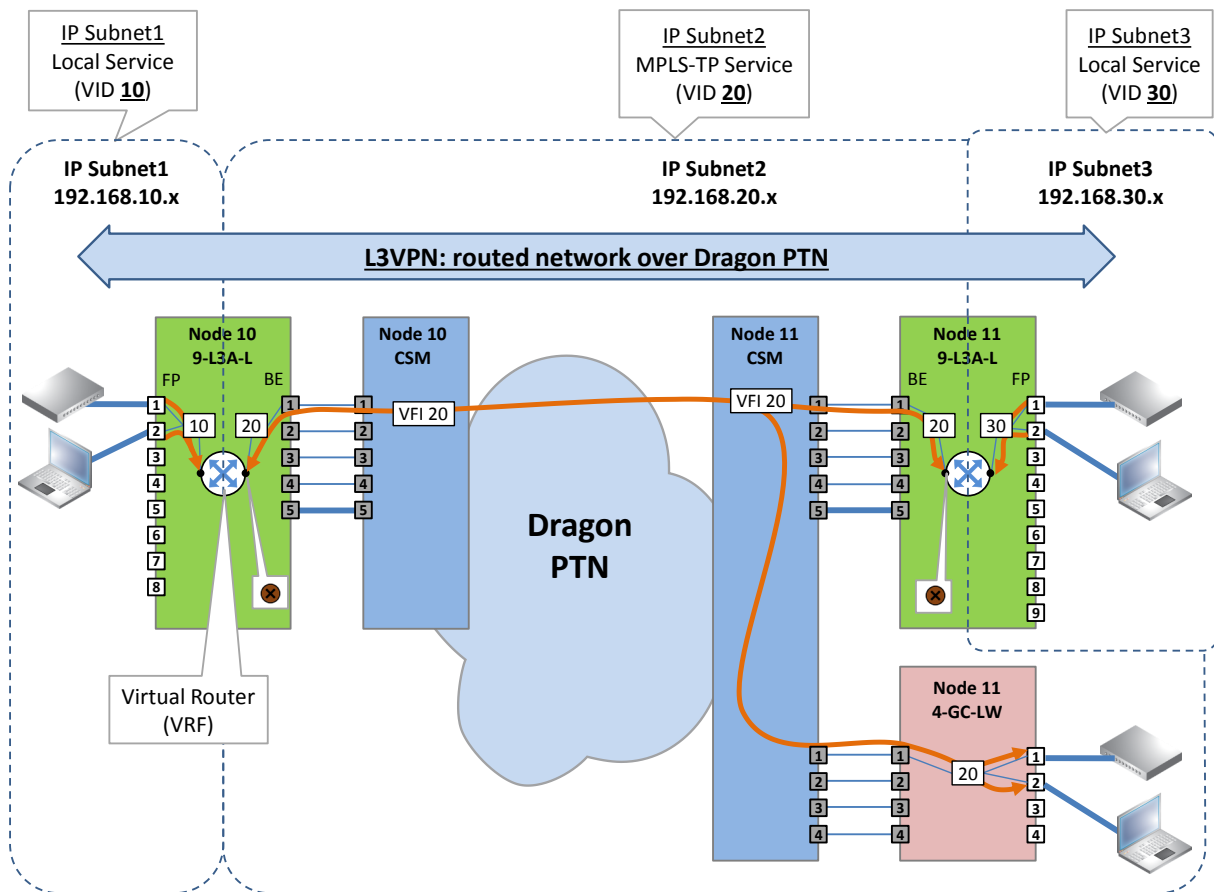 IP Subnet1
Local Service
(VID 10)
IP Subnet2
MPLS-TP Service
(VID 20)
IP Subnet3
Local Service
(VID 30)
IP Subnet1
192.168.10.x
IP Subnet2
192.168.20.x
IP Subnet3
192.168.30.x
L3VPN: routed network over Dragon PTN
Node 10
9-L3A-L
FP
BE
1
2
3
4
5
6
7
8
10
20
1
2
3
4
5
Node 10
CSM
1
2
3
4
5
VFI 20
Dragon
PTN
Node 11
CSM
VFI 20
1
2
3
4
5
Node 11
9-L3A-L
BE
FP
1
2
3
4
5
20
30
1
2
3
4
5
6
7
8
9
Virtual Router
(VRF)
1
2
3
4
Node 11
4-GC-LW
1
2
3
4
20
1
2
3
4